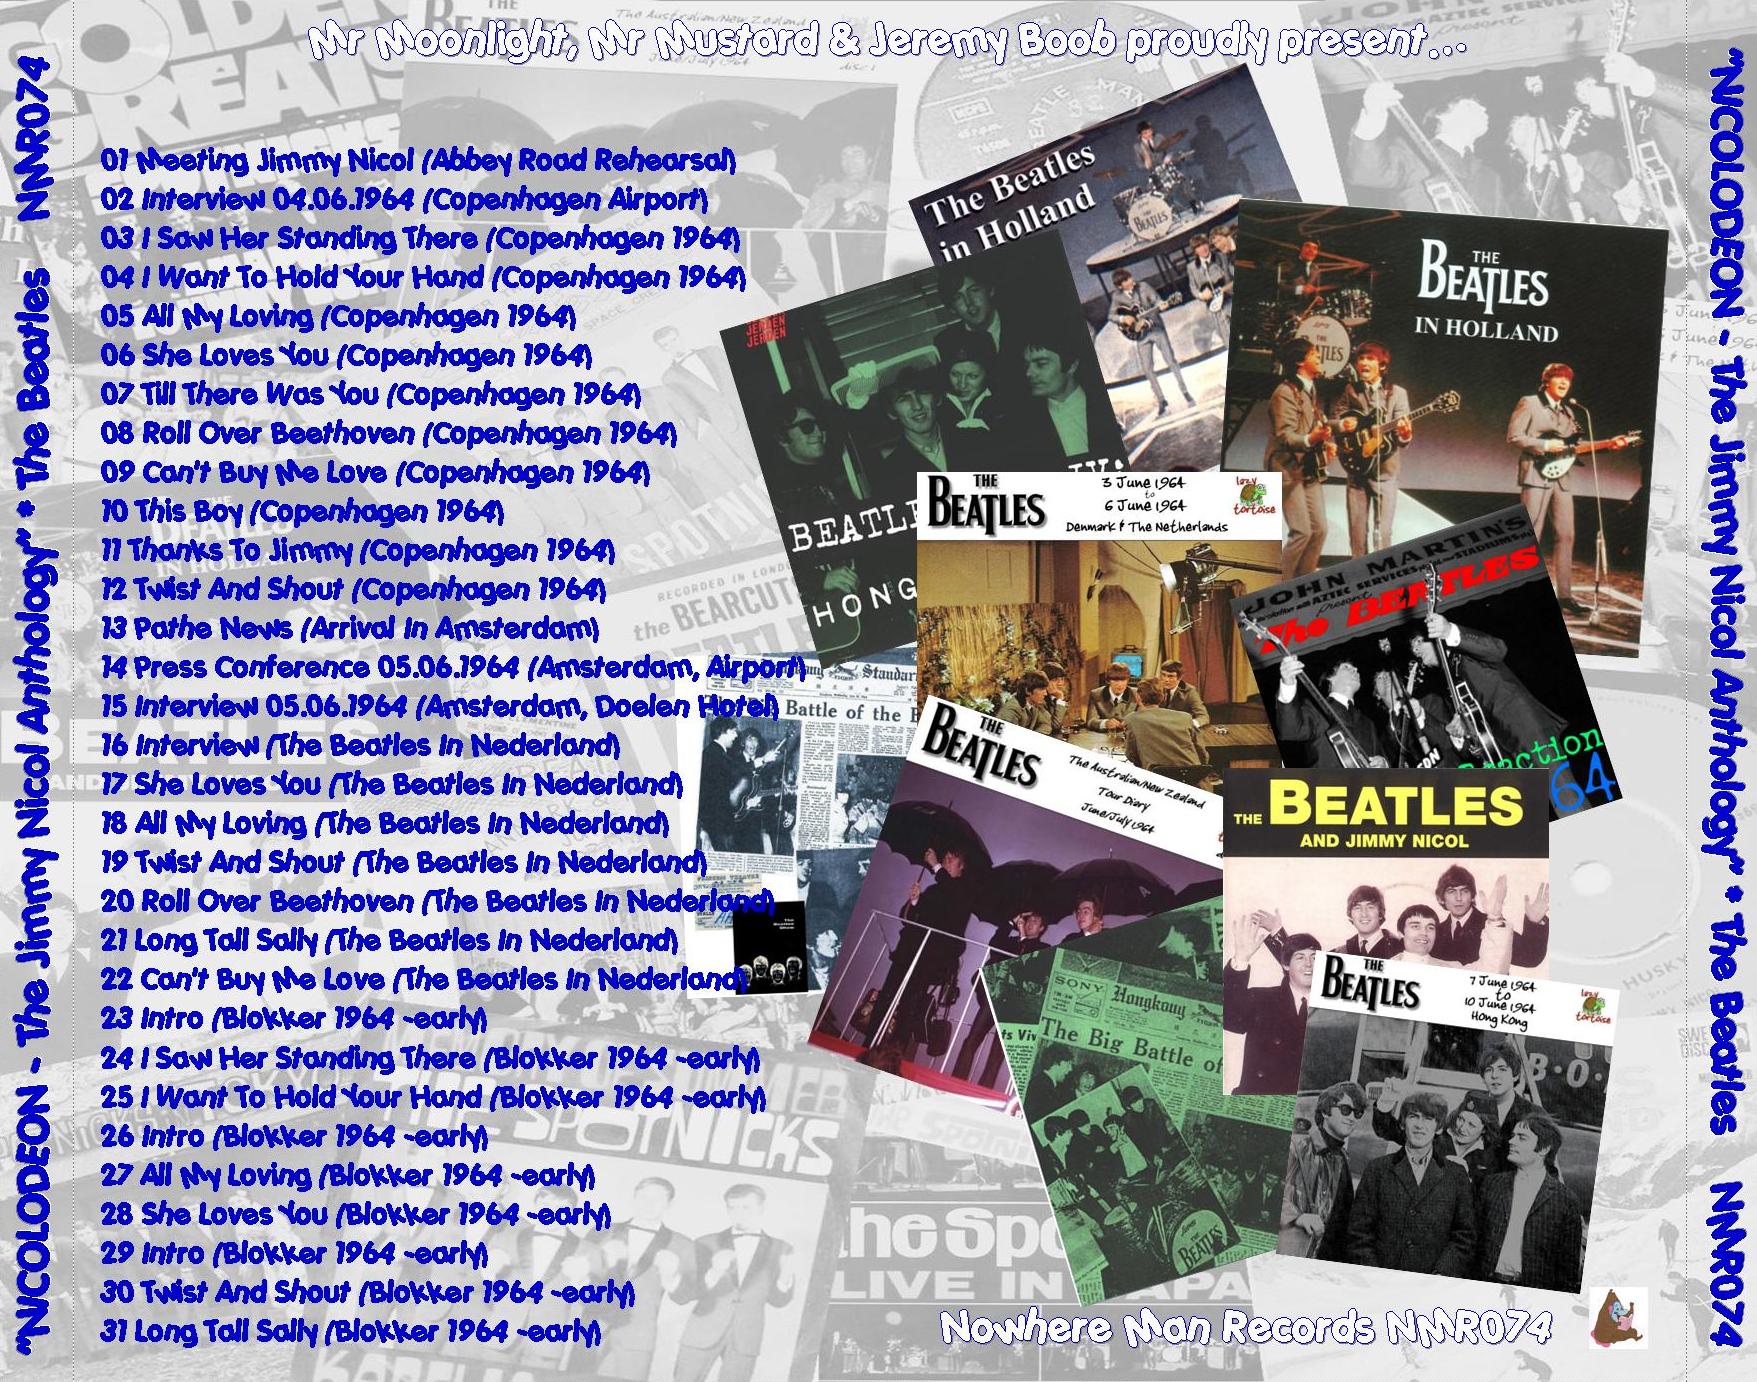 Mr Moonlight, Mr Mustard & Jeremy Boob proudly present...
"NICOLODEON - The Jimmy Nicol Anthology" * The Beatles NMR074
01 Meeting Jimmy Nicol (Abbey Road Rehearsal)
02 Interview 04.06.1964 (Copenhagen Airport)
03 I Saw Her Standing There (Copenhagen 1964)
04 I Want To Hold Your Hand (Copenhagen 1964)
05 All My Loving (Copenhagen 1964)
06 She Loves You (Copenhagen 1964)
07 Till There Was You (Copenhagen 1964)
08 Roll Over Beethoven (Copenhagen 1964)
09 Can't Buy Me Love (Copenhagen 1964)
10 This Boy (Copenhagen 1964)
11 Thanks To Jimmy (Copenhagen 1964)
12 Twist And Shout (Copenhagen 1964)
13 Pathe News (Arrival In Amsterdam)
14 Press Conference 05.06.1964 (Amsterdam, Airport)
15 Interview 05.06.1964 (Amsterdam, Doelen Hotel)
16 Interview (The Beatles In Nederland)
17 She Loves You (The Beatles In Nederland)
18 All My Loving (The Beatles In Nederland)
19 Twist And Shout (The Beatles In Nederland)
20 Roll Over Beethoven (The Beatles In Nederland)
21 Long Tall Sally (The Beatles In Nederland)
22 Can't Buy Me Love (The Beatles In Nederland)
23 Intro (Blokker 1964 -early)
24 I Saw Her Standing There (Blokker 1964 -early)
25 I Want To Hold Your Hand (Blokker 1964 -early)
26 Intro (Blokker 1964 -early)
27 All My Loving (Blokker 1964 -early)
28 She Loves You (Blokker 1964 -early)
29 Intro (Blokker 1964 -early)
30 Twist And Shout (Blokker 1964 -early)
31 Long Tall Sally (Blokker 1964 -early)
The Beatles
in Holland
THE
BEATLES
IN HOLLAND
JEREEN
BEATLE
HONG
THE
BEATLES
3 June 1964
to
6 June 1964
Denmark & The Netherlands
lazy
tortoise
JOHN MARTIN'S
Present
The BEATLES
Reaction
64
Standar
Battle of the B
THE
BEATLES
The Australian/New Zealand
Tour Diary
June/July 1964
THE BEATLES
AND JIMMY NICOL
SONY
Hongkong
The Big Battle of
BEATLES
THE
BEATLES
7 June 1964
to
10 June 1964
Hong Kong
lazy
tortoise
B·O·
Nowhere Man Records NMR074
"NICOLODEON - The Jimmy Nicol Anthology" * The Beatles NMR074